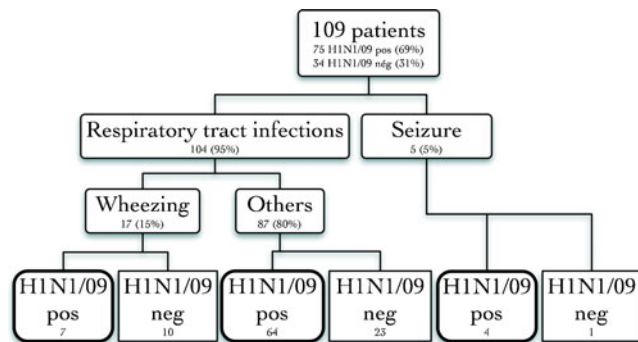 109 patients
75 H1N1/09 pos (69%)
34 H1N1/09 nég (31%)
Respiratory tract infections
104 (95%)
Seizure
5 (5%)
Wheezing
17 (15%)
Others
87 (80%)
H1N1/09
pos
7
H1N1/09
neg
10
H1N1/09
pos
64
H1N1/09
neg
23
H1N1/09
pos
4
H1N1/09
neg
1